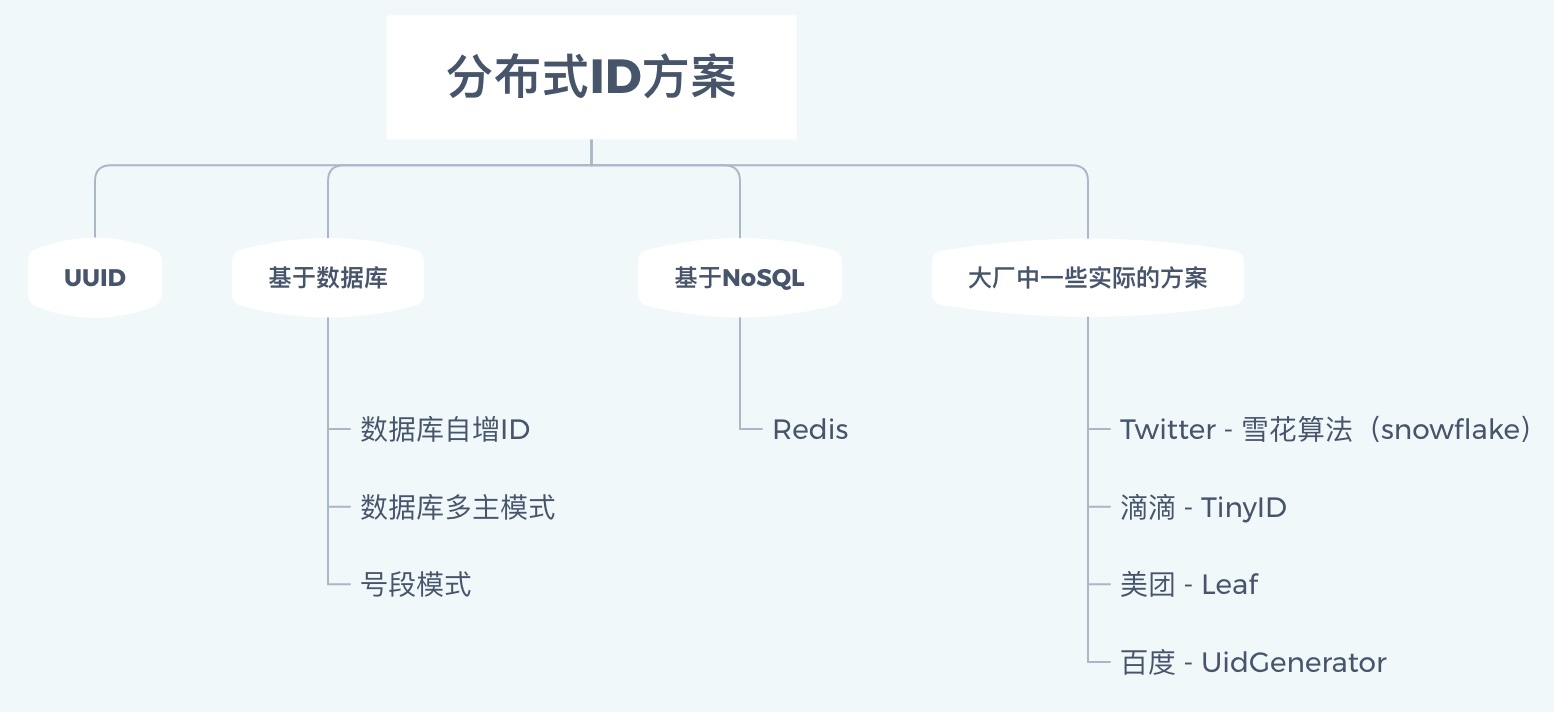 分布式ID方案
UUID
基于数据库
基于NoSQL
大厂中一些实际的方案
数据库自增ID
数据库多主模式
号段模式
Redis
Twitter - 雪花算法（snowflake）
滴滴 - TinyID
美团 - Leaf
百度 - UidGenerator